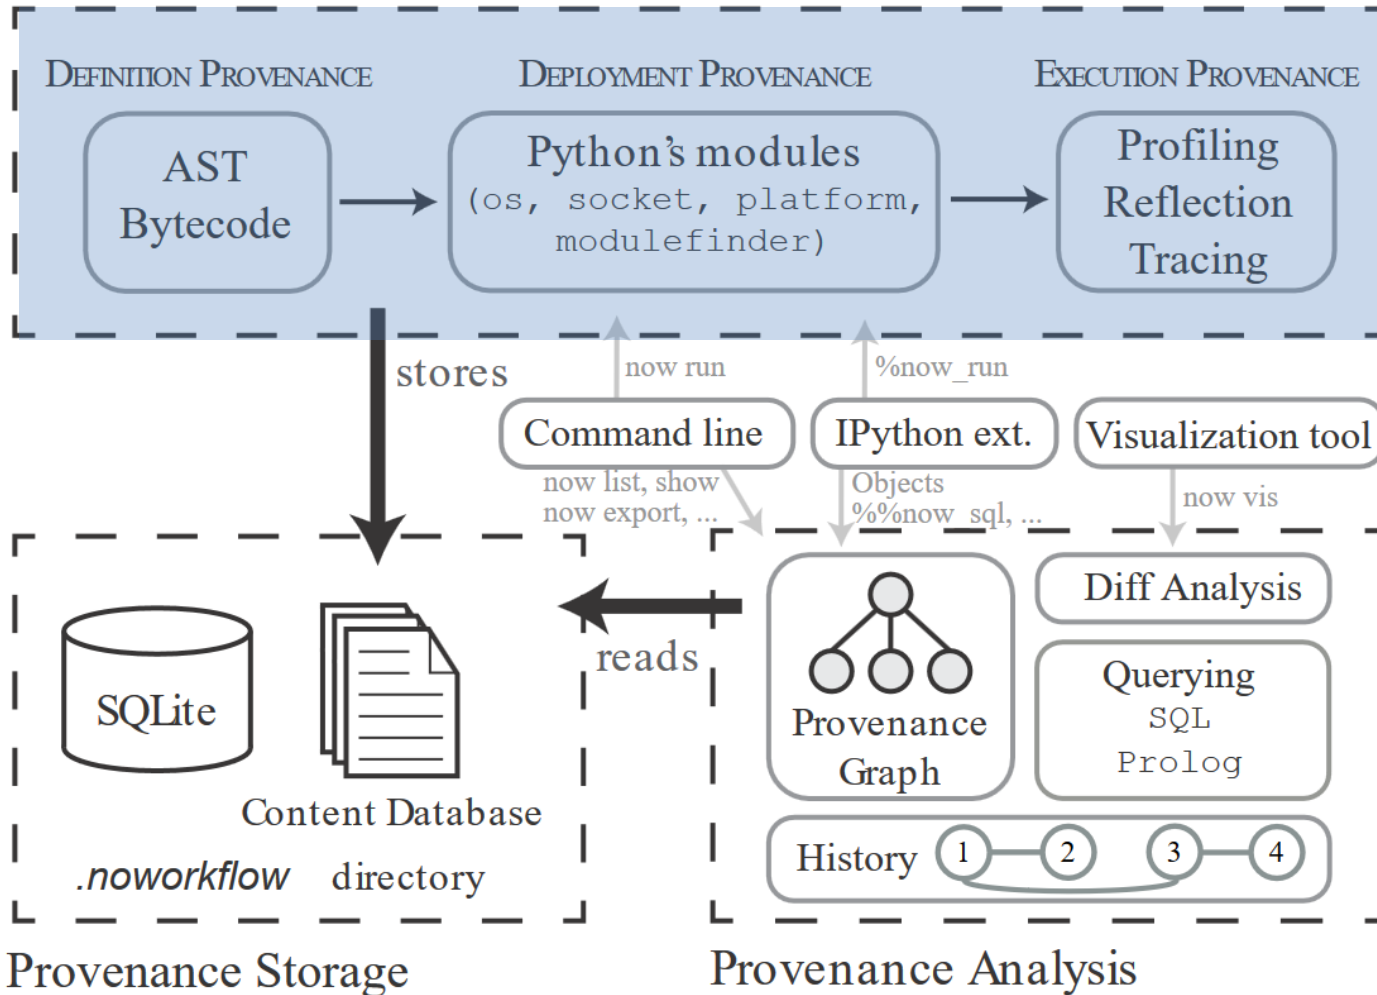 DEFINITION PROVENANCE
DEPLOYMENT PROVENANCE
EXECUTION PROVENANCE
AST
Bytecode
Python’s modules
(os, socket, platform,
modulefinder)
Profiling
Reflection
Tracing
stores
now run
%now_run
Command line
IPython ext.
Visualization tool
now list, show
now export, ...
Objects
%%now_sql, ...
now vis
reads
SQLite
Content Database
.noworkflow directory
Provenance
Graph
Diff Analysis
Querying
SQL
Prolog
History 1 2 3 4
Provenance Storage
Provenance Analysis